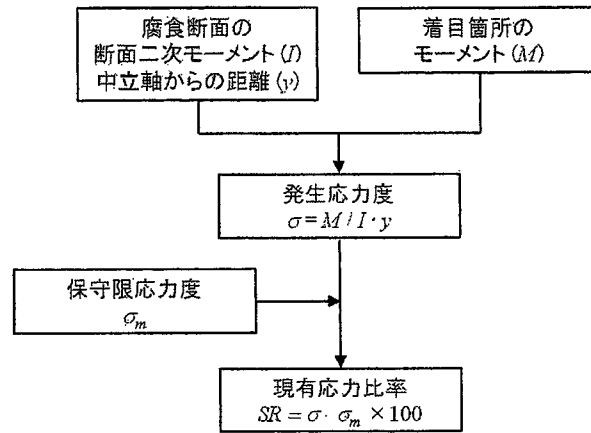 腐食断面の
断面二次モーメント(I)
中立軸からの距離(y)
着目箇所の
モーメント(M)
発生応力度
σ=M/I·y
保守限応力度
σm
現有応力比率
SR=σ·σm×100